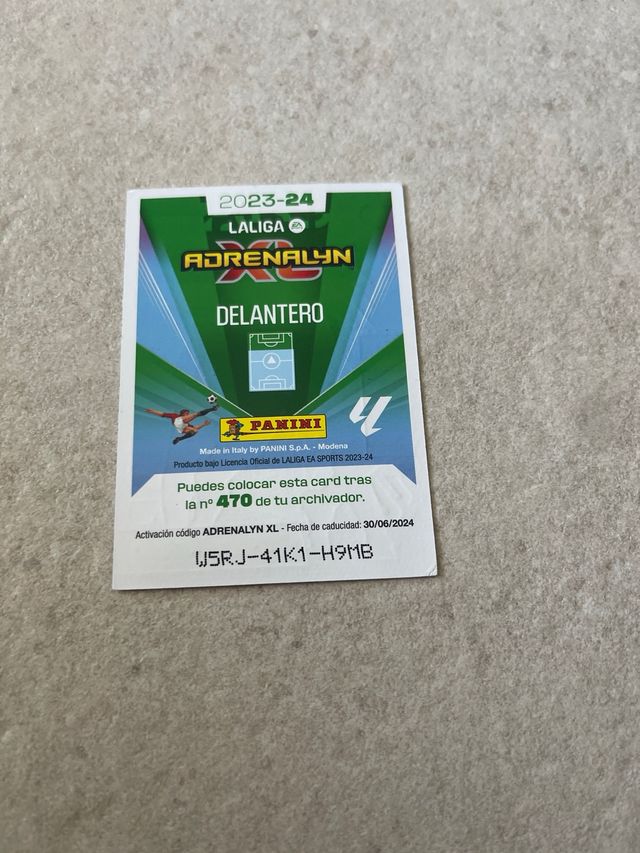 2023-24
LALIGA EA SPORTS
ADRENALYN
XL
DELANTERO
PANINI
Made in Italy by PANINI S.p.A. - Modena
Producto bajo Licencia Oficial de LALIGA EA SPORTS 2023-24
Puedes colocar esta card tras
la nº 470 de tu archivador.
Activación código ADRENALYN XL - Fecha de caducidad: 30/06/2024
W5RJ-41K1-H9MB